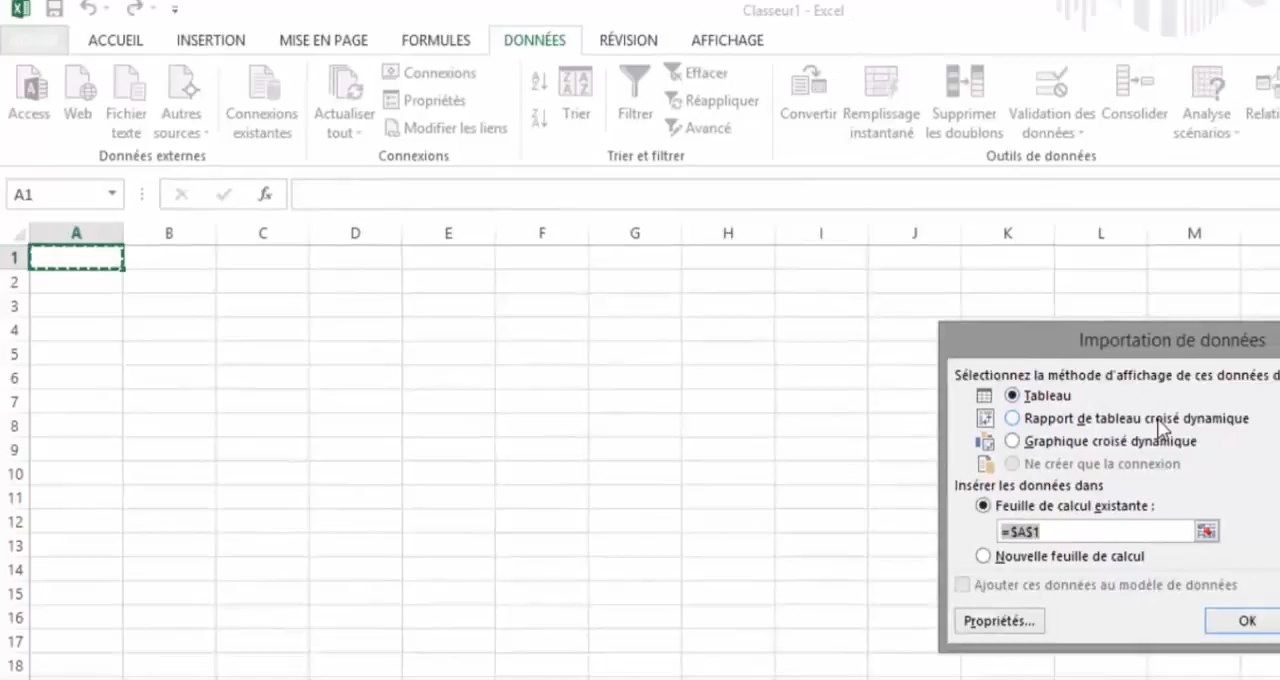 Classeur1 - Excel
ACCUEIL INSERTION MISE EN PAGE FORMULES DONNÉES RÉVISION AFFICHAGE
Access Web Fichier texte Autres sources Connexions existantes
Données externes
Actualiser tout Connexions Propriétés Modifier les liens
Connexions
Trier Filtrer Effacer Réappliquer Avancé
Trier et filtrer
Convertir Remplissage instantané Supprimer les doublons Validation des données Consolider Analyse scénarios
Outils de données
A1 fx
A B C D E F G H I J K L M
1
2
3
4
5
6
7
8
9
10
11
12
13
14
15
16
17
18
Importation de données
Sélectionnez la méthode d'affichage de ces données d
Tableau
Rapport de tableau croisé dynamique
Graphique croisé dynamique
Ne créer que la connexion
Insérer les données dans
Feuille de calcul existante :
=$A$1
Nouvelle feuille de calcul
Ajouter ces données au modèle de données
Propriétés... OK